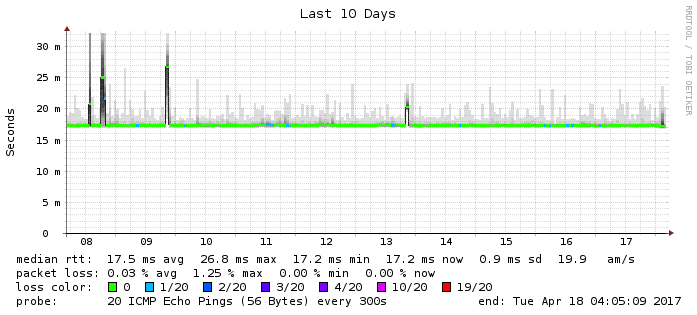 Last 10 Days
RRDTOOL / TOBI OETIKER
Seconds
30 m
25 m
20 m
15 m
10 m
5 m
0
08 09 10 11 12 13 14 15 16 17
median rtt: 17.5 ms avg 26.8 ms max 17.2 ms min 17.2 ms now 0.9 ms sd 19.9 am/s
packet loss: 0.03 % avg 1.25 % max 0.00 % min 0.00 % now
loss color: 0 1/20 2/20 3/20 4/20 10/20 19/20
probe: 20 ICMP Echo Pings (56 Bytes) every 300s end: Tue Apr 18 04:05:09 2017